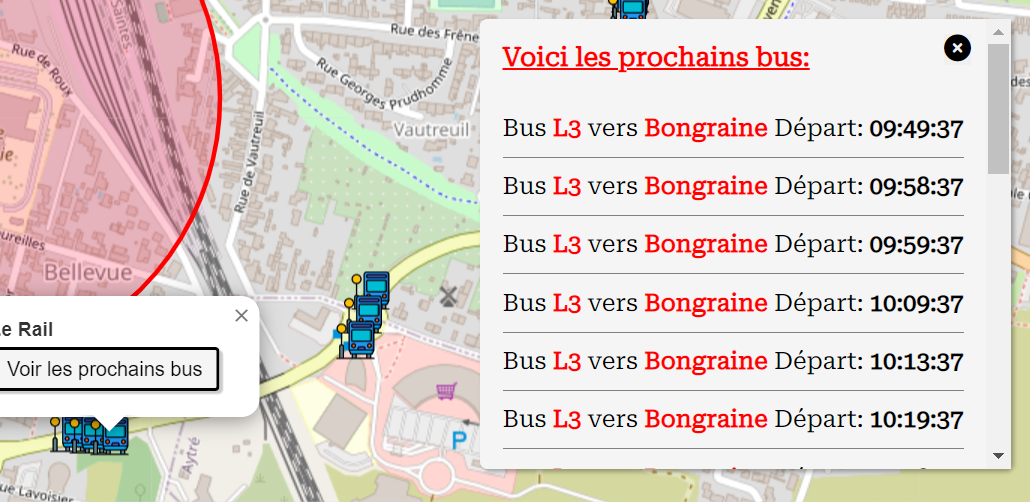 Voici les prochains bus:
Bus L3 vers Bongraine Départ: 09:49:37
Bus L3 vers Bongraine Départ: 09:58:37
Bus L3 vers Bongraine Départ: 09:59:37
Bus L3 vers Bongraine Départ: 10:09:37
Bus L3 vers Bongraine Départ: 10:13:37
Bus L3 vers Bongraine Départ: 10:19:37
Rue des Frêne
Rue de Roux
Saintes,
Rue Georges Prudhomme
Vautreuil
Rue de Vautreuil
ureilles
Bellevue
e Rail
Voir les prochains bus
P
Aytré
ue Lavoisier